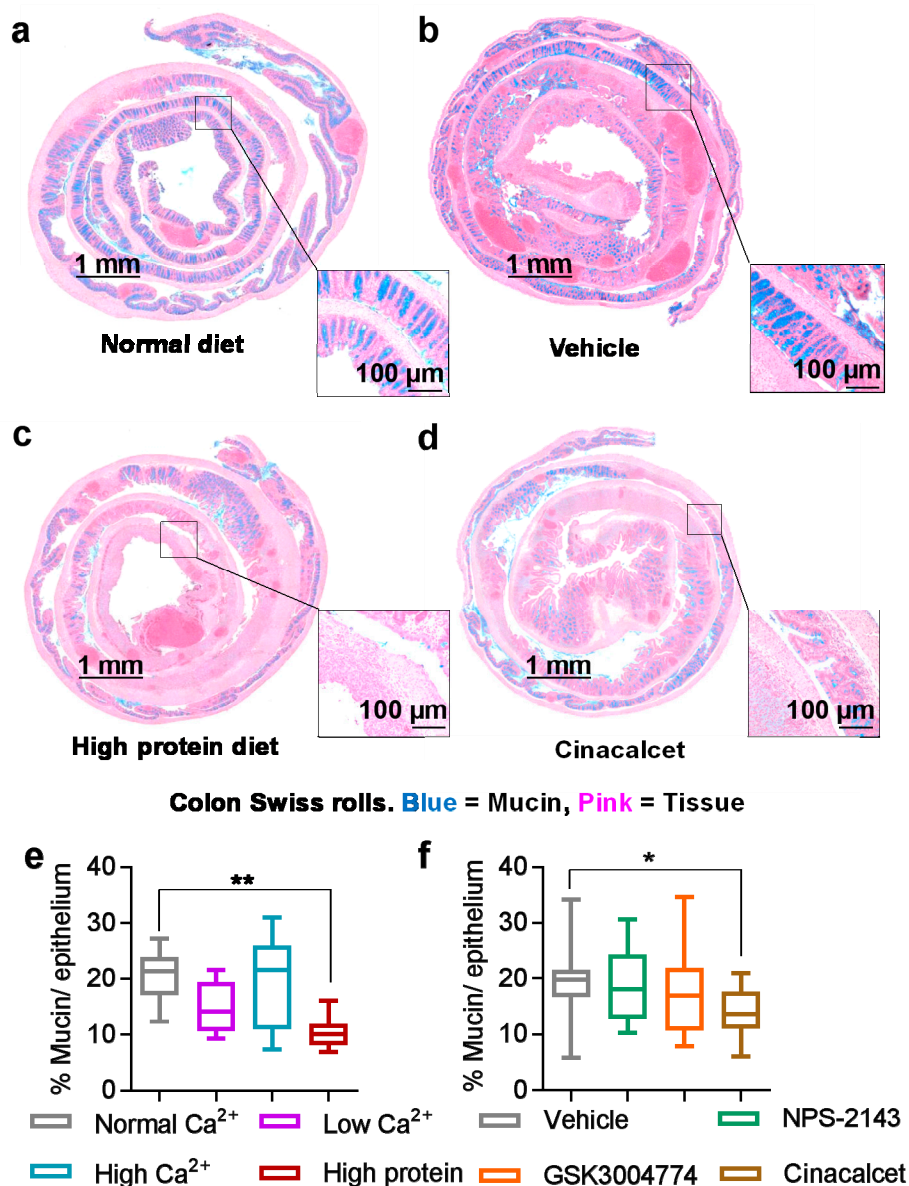 a
b
1 mm
1 mm
100 µm
100 µm
Normal diet
Vehicle
c
d
1 mm
1 mm
100 µm
100 µm
High protein diet
Cinacalcet
Colon Swiss rolls. Blue = Mucin, Pink = Tissue
e
f
% Mucin/ epithelium
40
30
20
10
0
**
% Mucin/ epithelium
40
30
20
10
0
*
Normal Ca²⁺
Low Ca²⁺
High Ca²⁺
High protein
Vehicle
NPS-2143
GSK3004774
Cinacalcet